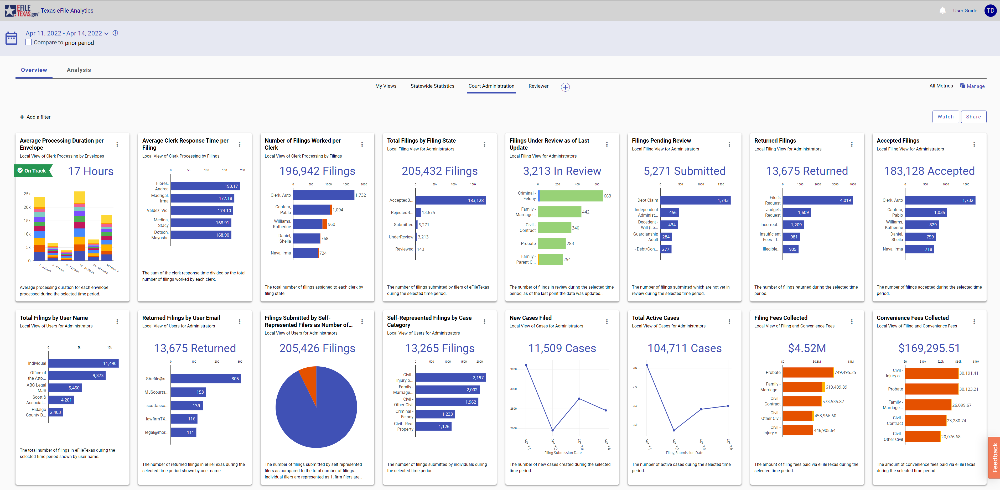 EFILE
TEXAS.gov
Texas eFile Analytics
User Guide
TD
Apr 11, 2022 - Apr 14, 2022
Compare to prior period
Overview
Analysis
My Views
Statewide Statistics
Court Administration
Reviewer
All Metrics
Manage
Add a filter
Watch
Share
Average Processing Duration per
Envelope
Local View of Clerk Processing by Envelopes
On Track
17 Hours
25k
20k
15k
10k
5k
0
1 - 3 Hours
3 - 5 Hours
5 - 10 Hours
10 - 24 Hours
24 - 48 Hours
48 Hours +
Average processing duration for each envelope
processed during the selected time period.
Average Clerk Response Time per
Filing
Local View of Clerk Processing by Filings
0 50 100 150 200
Flores,
Andrea
193.17
Madrigal,
Irma
177.18
Valdez, Vidi
174.10
Medina,
Stacy
168.91
Dotson,
Mayosha
168.90
The sum of the clerk response time divided by the total
number of filings worked by each clerk.
Number of Filings Worked per
Clerk
Local View of Clerk Processing by Filings
196,942 Filings
0 500 1000 1500 2000
Clerk, Auto
1,732
Cantera,
Pablo
1,094
Williams,
Katherine
960
Daniel,
Sheila
768
Nava, Irma
724
The total number of filings assigned to each clerk by
filing state.
Total Filings by Filing State
Local Filing View for Administrators
205,432 Filings
0 50k 100k 150k
AcceptedB...
183,128
RejectedB...
13,675
Submitted
5,271
UnderReview
3,213
Reviewed
143
The number of filings submitted by filers of eFileTexas
during the selected time period.
Filings Under Review as of Last
Update
Local Filing View for Administrators
3,213 In Review
0 200 400 600
Criminal -
Felony
663
Family -
Marriage...
442
Civil -
Contract
340
Probate
283
Family -
Parent C...
254
The number of filings in review during the selected time
period, as of the last point the data was updated. .
Filings Pending Review
Local Filing View for Administrators
5,271 Submitted
0 500 1000 1500
Debt Claim
1,743
Independent
Administ...
456
Decedent -
Will (Le...
434
Guardianship
- Adult
284
- Debt/Con...
277
The number of filings submitted which are not yet in
review during the selected time period.
Returned Filings
Local Filing View for Administrators
13,675 Returned
0 1000 2000 3000 4000
Filer's
Request
4,019
Judge's
Request
1,609
Incorrect...
1,209
Insufficient
Fees - T...
981
Illegible...
905
The number of filings returned during the selected time
period.
Accepted Filings
Local Filing View for Administrators
183,128 Accepted
0 500 1000 1500
Clerk, Auto
1,732
Cantera,
Pablo
1,035
Williams,
Katherine
829
Daniel,
Sheila
759
Nava, Irma
718
The number of filings accepted during the selected time
period.
Total Filings by User Name
Local View of Users for Administrators
0 5k 10k
Individual
11,490
Office of
the Atto...
9,373
ABC Legal
MJS
5,450
Scott &
Associat...
4,201
Hidalgo
County D...
2,403
The total number of filings in eFileTexas during the
selected time period shown by user name.
Returned Filings by User Email
Local View of Users for Administrators
13,675 Returned
0 100 200 300
SAefile@s...
305
MJScourts...
153
scottasso...
139
lawfirmTX...
116
legal@mor...
111
The number of returned filings in eFileTexas during the
selected time period shown by user name.
Filings Submitted by Self-
Represented Filers as Number of...
Local View of Users for Administrators
205,426 Filings
The number of filings submitted by self represented
filers as compared to the total number of filings.
Individual filers are represented as 1, firm filers are...
Self-Represented Filings by Case
Category
Local View of Users for Administrators
13,265 Filings
0 500 1000 1500 2000
Civil -
Injury o...
2,197
Family -
Marriage...
2,002
Civil -
Other Civil
1,962
Criminal -
Felony
1,233
Civil - Real
Property
1,126
The number of filings submitted by individuals during
the selected time period.
New Cases Filed
Local View of Cases for Administrators
11,509 Cases
3200
3000
2800
2600
Apr 11
Apr 12
Apr 13
Apr 14
Filing Submission Date
The number of new cases created during the selected
time period.
Total Active Cases
Local View of Cases for Administrators
104,711 Cases
28k
27k
26k
25k
Apr 11
Apr 12
Apr 13
Apr 14
Filing Submission Date
The number of active cases during the selected time
period.
Filing Fees Collected
Local View of Filing and Convenience Fees
$4.52M
$0 $0.5M $1M
Probate
749,495.25
Family -
Marriage...
619,409.89
Civil -
Contract
573,535.87
Civil -
Other Civil
458,966.60
Civil -
Injury o...
446,905.64
The amount of filing fees paid via eFileTexas during the
selected time period.
Convenience Fees Collected
Local View of Filing and Convenience Fees
$169,295.51
$0 $10k $20k $30k $40k
Civil -
Injury o...
30,191.41
Probate
30,123.21
Family -
Marriage...
26,099.67
Civil -
Contract
23,280.74
Civil -
Other Civil
20,076.68
The amount of convenience fees paid via eFileTexas
during the selected time period.
Feedback